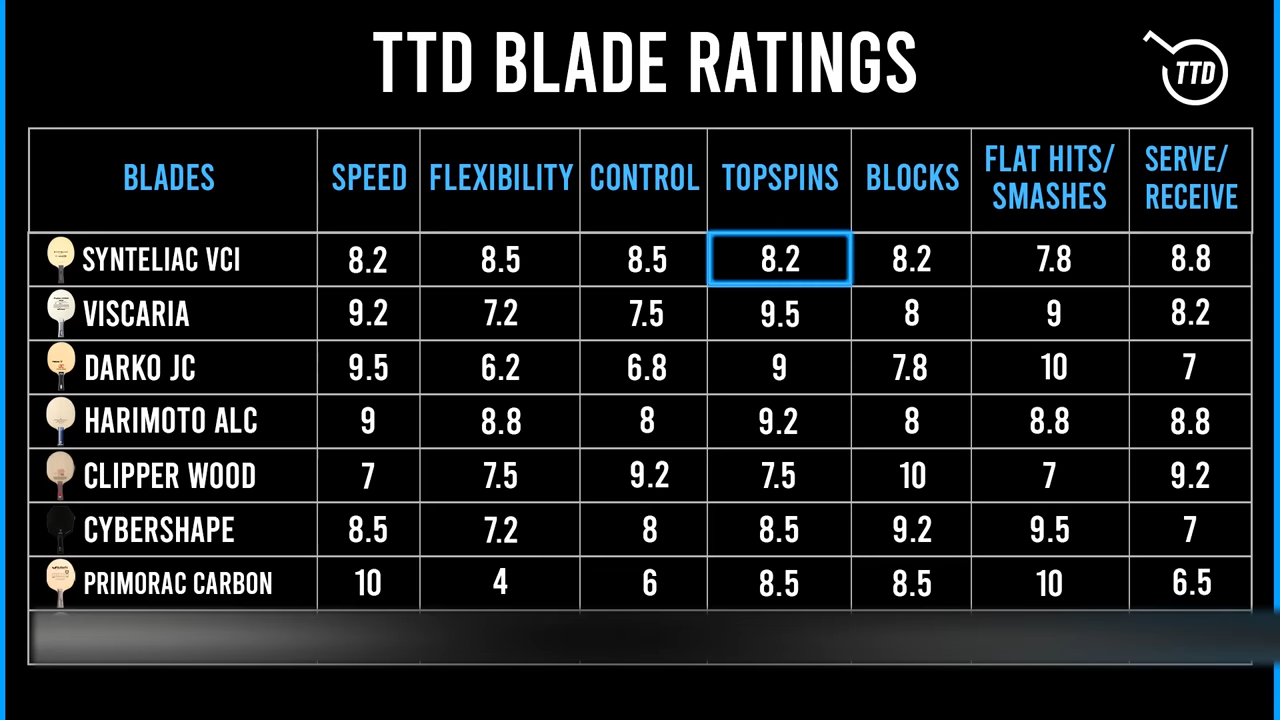 TTD BLADE RATINGS
TTD
BLADES SPEED FLEXIBILITY CONTROL TOPSPINS BLOCKS FLAT HITS/ SMASHES SERVE/ RECEIVE
SYNTELIAC VCI 8.2 8.5 8.5 8.2 8.2 7.8 8.8
VISCARIA 9.2 7.2 7.5 9.5 8 9 8.2
DARKO JC 9.5 6.2 6.8 9 7.8 10 7
HARIMOTO ALC 9 8.8 8 9.2 8 8.8 8.8
CLIPPER WOOD 7 7.5 9.2 7.5 10 7 9.2
CYBERSHAPE 8.5 7.2 8 8.5 9.2 9.5 7
PRIMORAC CARBON 10 4 6 8.5 8.5 10 6.5